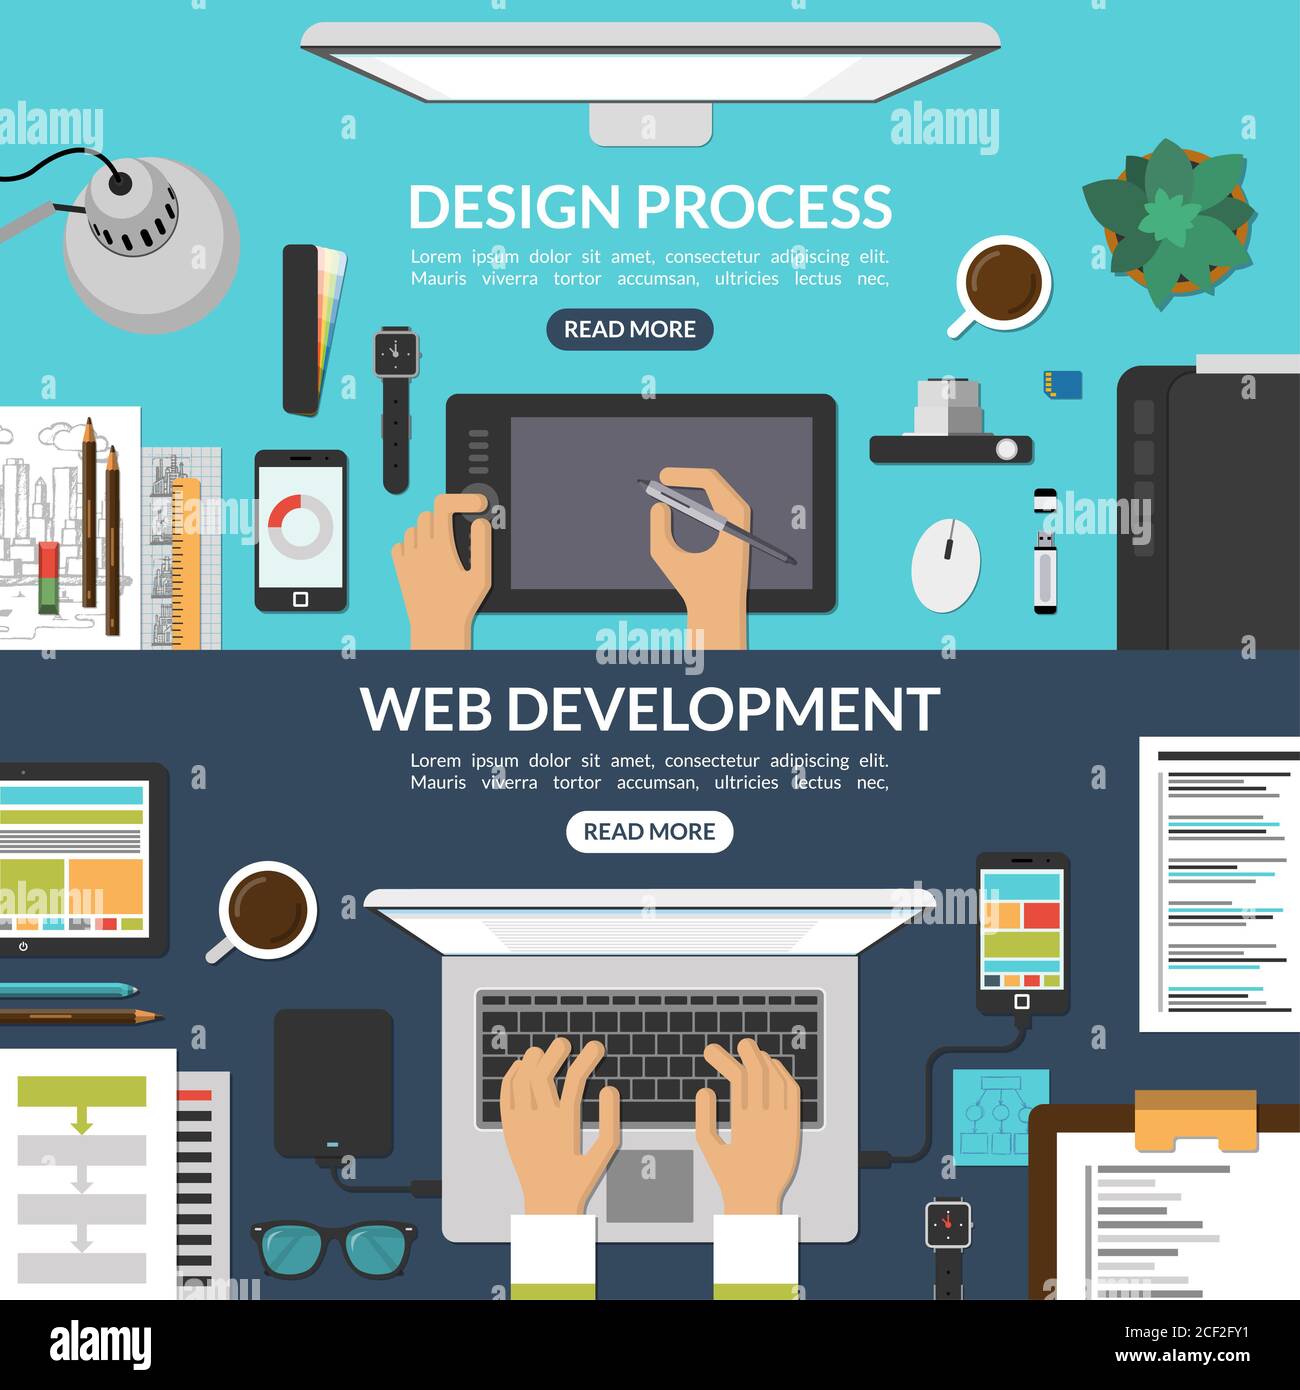 DESIGN PROCESS
Lorem ipsum dolor sit amet, consectetur adipiscing elit.
Mauris viverra tortor accumsan, ultricies lectus nec,
READ MORE
WEB DEVELOPMENT
Lorem ipsum dolor sit amet, consectetur adipiscing elit.
Mauris viverra tortor accumsan, ultricies lectus nec,
READ MORE
alamy
Image ID: 2CF2FY1
www.alamy.com